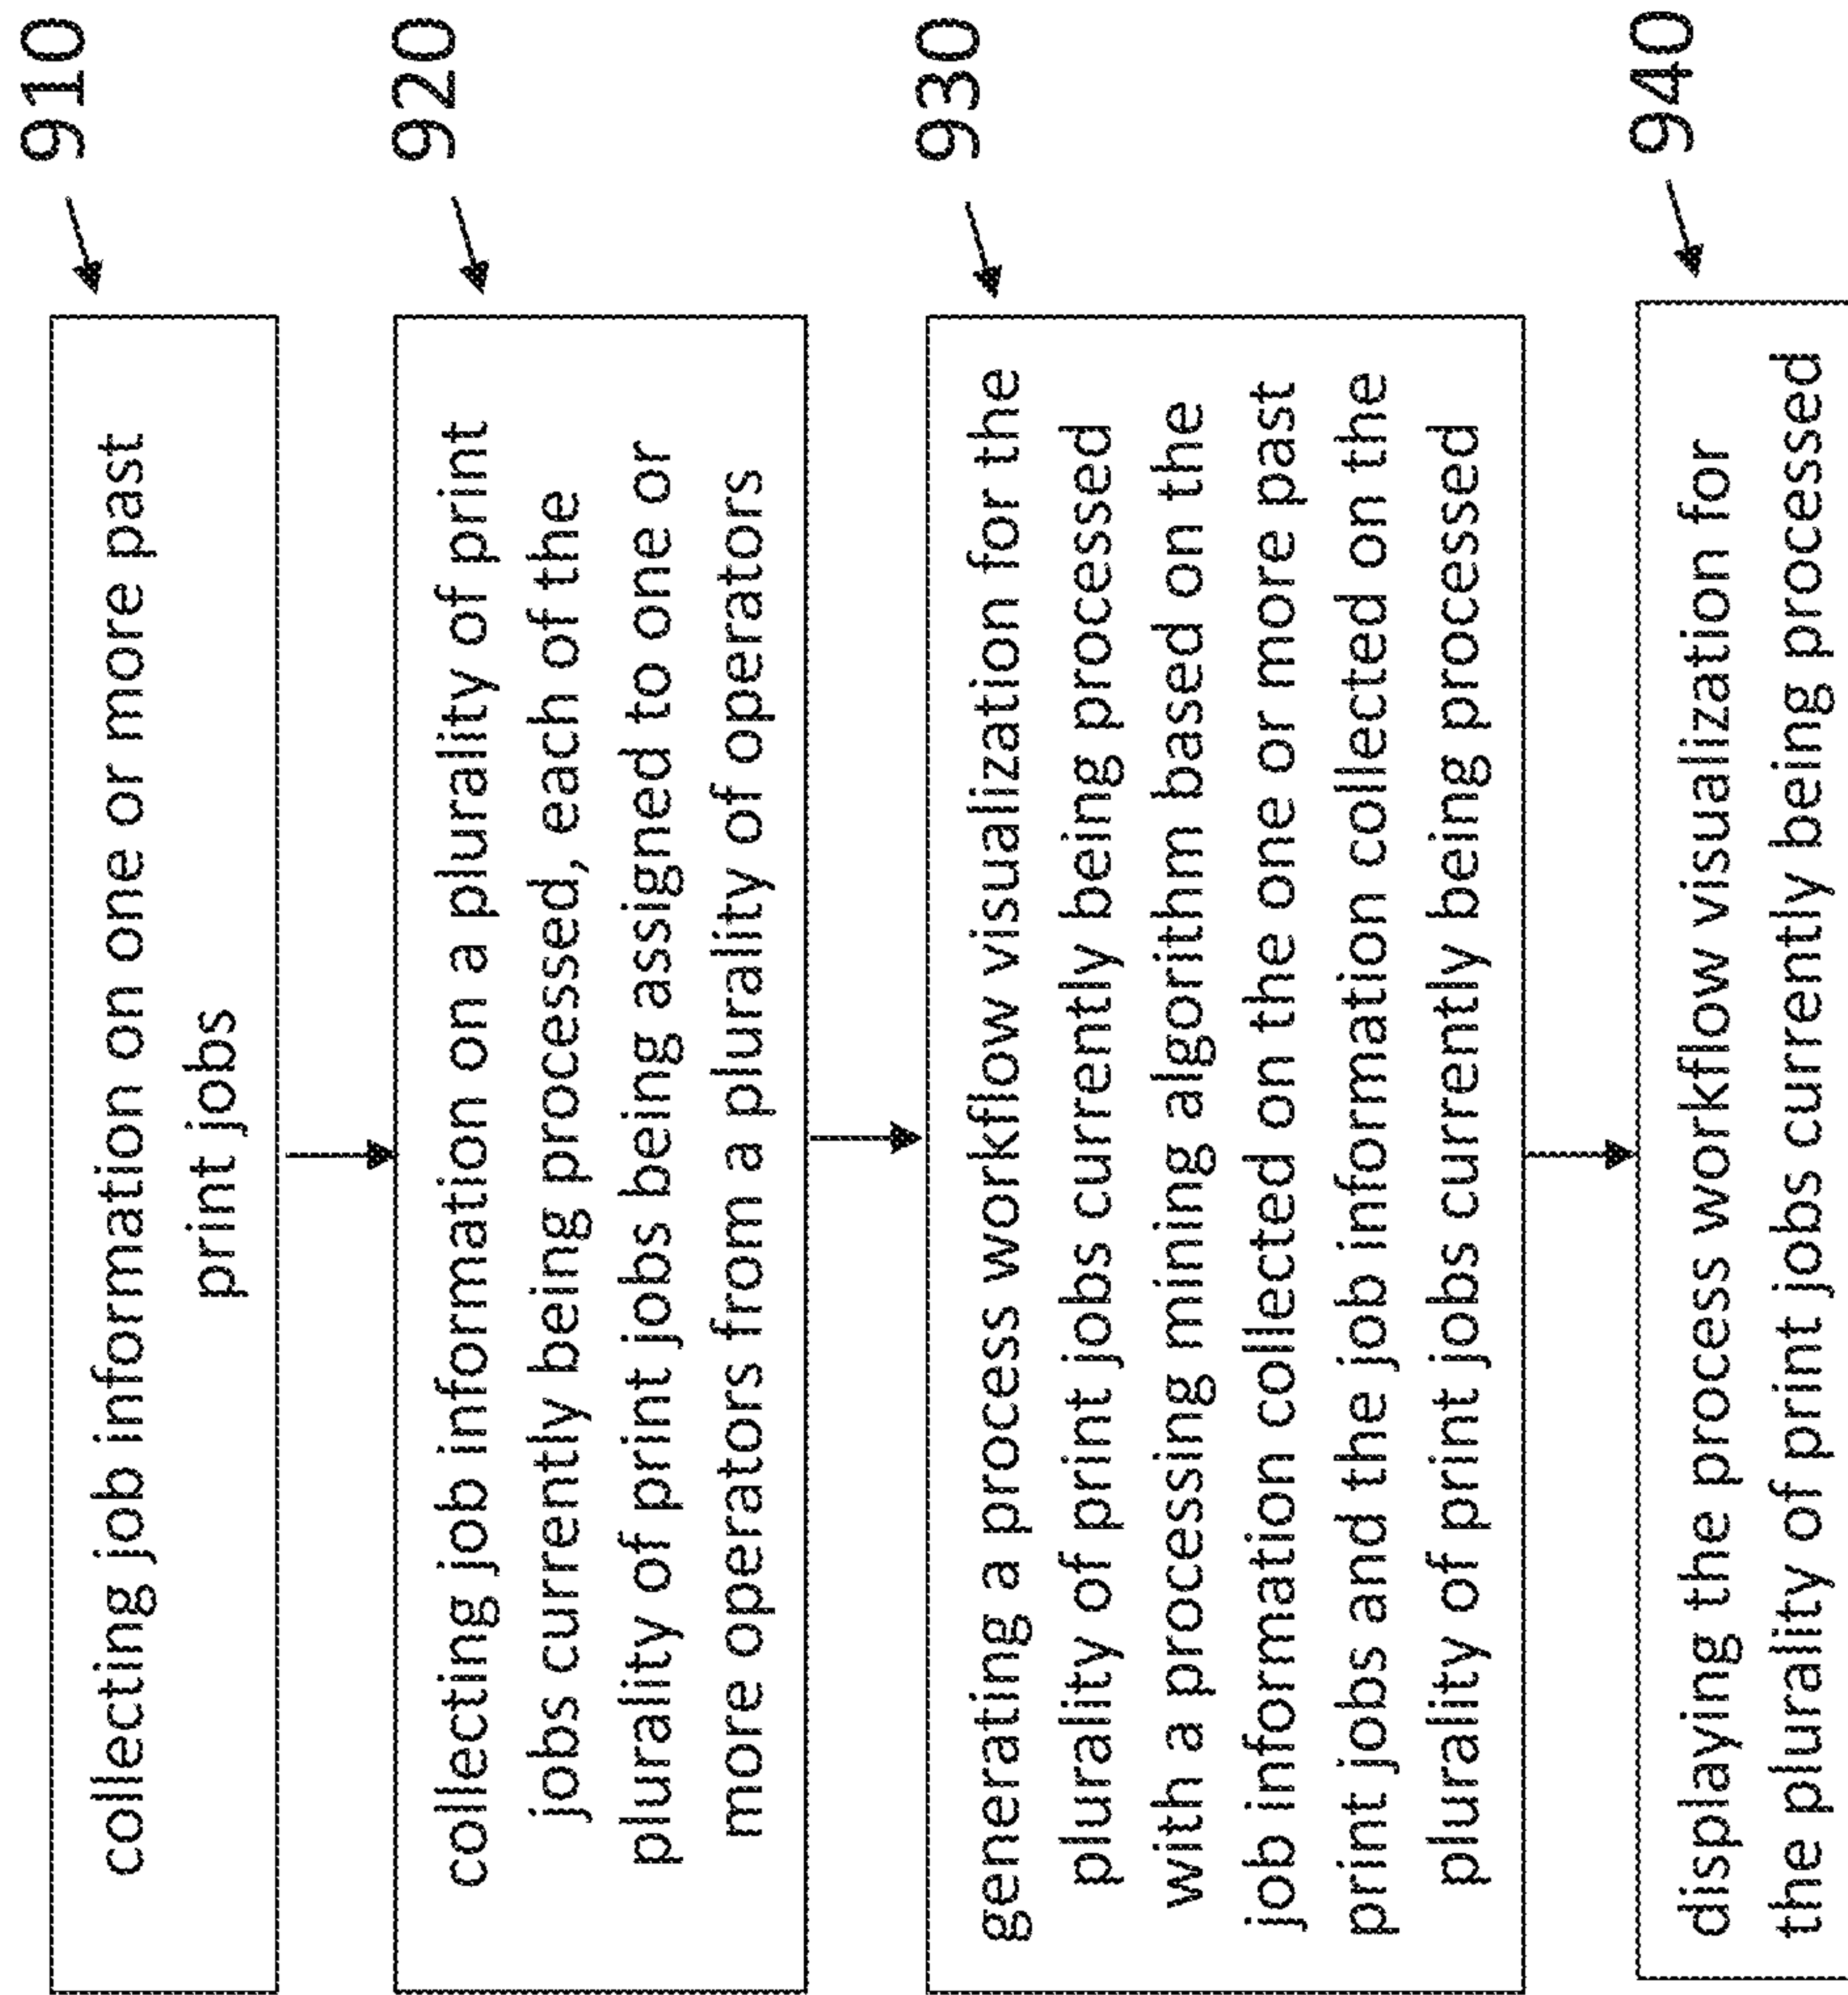 910
collecting job information on one or more past
print jobs
920
collecting job information on a plurality of print
jobs currently being processed, each of the
plurality of print jobs being assigned to one or
more operators from a plurality of operators
930
generating a process workflow visualization for the
plurality of print jobs currently being processed
with a processing mining algorithm based on the
job information collected on the one or more past
print jobs and the job information collected on the
plurality of print jobs currently being processed
940
displaying the process workflow visualization for
the plurality of print jobs currently being processed